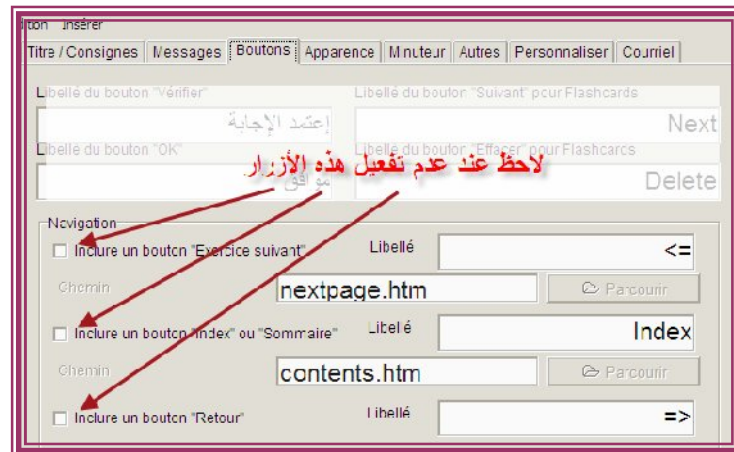 ition Insérer
Titre / Consignes Messages Boutons Apparence Minuteur Autres Personnaliser Courriel
Libellé du bouton "Vérifier" Libellé du bouton "Suivant" pour Flashcards
إعتمد الإجابة Next
Libellé du bouton "OK" Libellé du bouton "Effacer" pour Flashcards
موافق Delete
لاحظ عند عدم تفعيل هذه الأزرار
Navigation
Inclure un bouton "Exercice suivant" Libellé <=
Chemin nextpage.htm Parcourir
Inclure un bouton "Index" ou "Sommaire" Libellé Index
Chemin contents.htm Parcourir
Inclure un bouton "Retour" Libellé =>